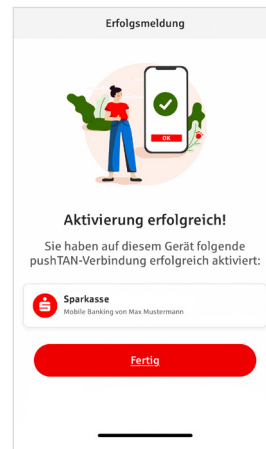 Erfolgsmeldung
OK
Aktivierung erfolgreich!
Sie haben auf diesem Gerät folgende
pushTAN-Verbindung erfolgreich aktiviert:
Sparkasse
Mobile Banking von Max Mustermann
Fertig